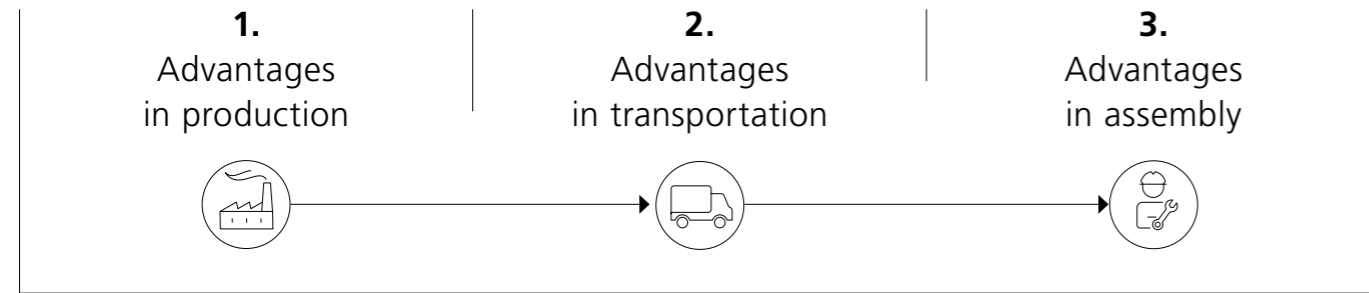 1.
Advantages
in production
2.
Advantages
in transportation
3.
Advantages
in assembly